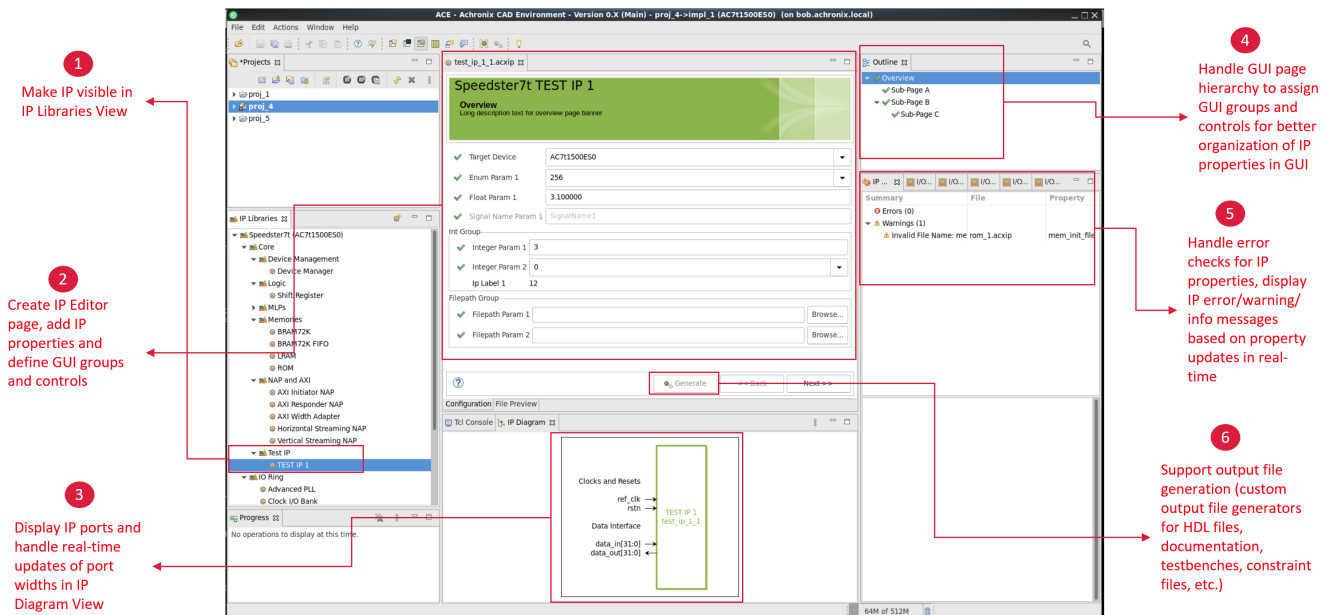 ACE - Achronix CAD Environment - Version 0.X (Main) - proj_4->impl_1 (AC7t1500ES0)  (on bob.achronix.local)
File Edit Actions Window Help
1
Make IP visible in
IP Libraries View
2
Create IP Editor
page, add IP
properties and
define GUI groups
and controls
3
Display IP ports and
handle real-time
updates of port
widths in IP
Diagram View
*Projects
proj_1
proj_4
proj_5
IP Libraries
Speedster7t (AC7t1500ES0)
Core
Device Management
Device Manager
Logic
Shift Register
MLPs
Memories
BRAM72K
BRAM72K FIFO
LRAM
ROM
NAP and AXI
AXI Initiator NAP
AXI Responder NAP
AXI Width Adapter
Horizontal Streaming NAP
Vertical Streaming NAP
Test IP
TEST IP 1
IO Ring
Advanced PLL
Clock I/O Bank
Progress
No operations to display at this time.
test_ip_1_1.acxip
Speedster7t TEST IP 1
Overview
Long description text for overview page banner
Target Device AC7t1500ES0
Enum Param 1 256
Float Param 1 3.100000
Signal Name Param 1 SignalName1
Int Group
Integer Param 1 3
Integer Param 2 0
Ip Label 1 12
Filepath Group
Filepath Param 1 Browse...
Filepath Param 2 Browse...
Generate << Back Next >>
Configuration File Preview
Tcl Console IP Diagram
Clocks and Resets
ref_clk
rstn
Data Interface
data_in[31:0]
data_out[31:0]
TEST IP 1
test_ip_1_1
Outline
Overview
Sub-Page A
Sub-Page B
Sub-Page C
IP ... I/O... I/O... I/O... I/O... I/O...
Summary File Property
Errors (0)
Warnings (1)
Invalid File Name: me rom_1.acxip mem_init_file
64M of 512M
4
Handle GUI page
hierarchy to assign
GUI groups and
controls for better
organization of IP
properties in GUI
5
Handle error
checks for IP
properties, display
IP error/warning/
info messages
based on property
updates in real-
time
6
Support output file
generation (custom
output file generators
for HDL files,
documentation,
testbenches, constraint
files, etc.)